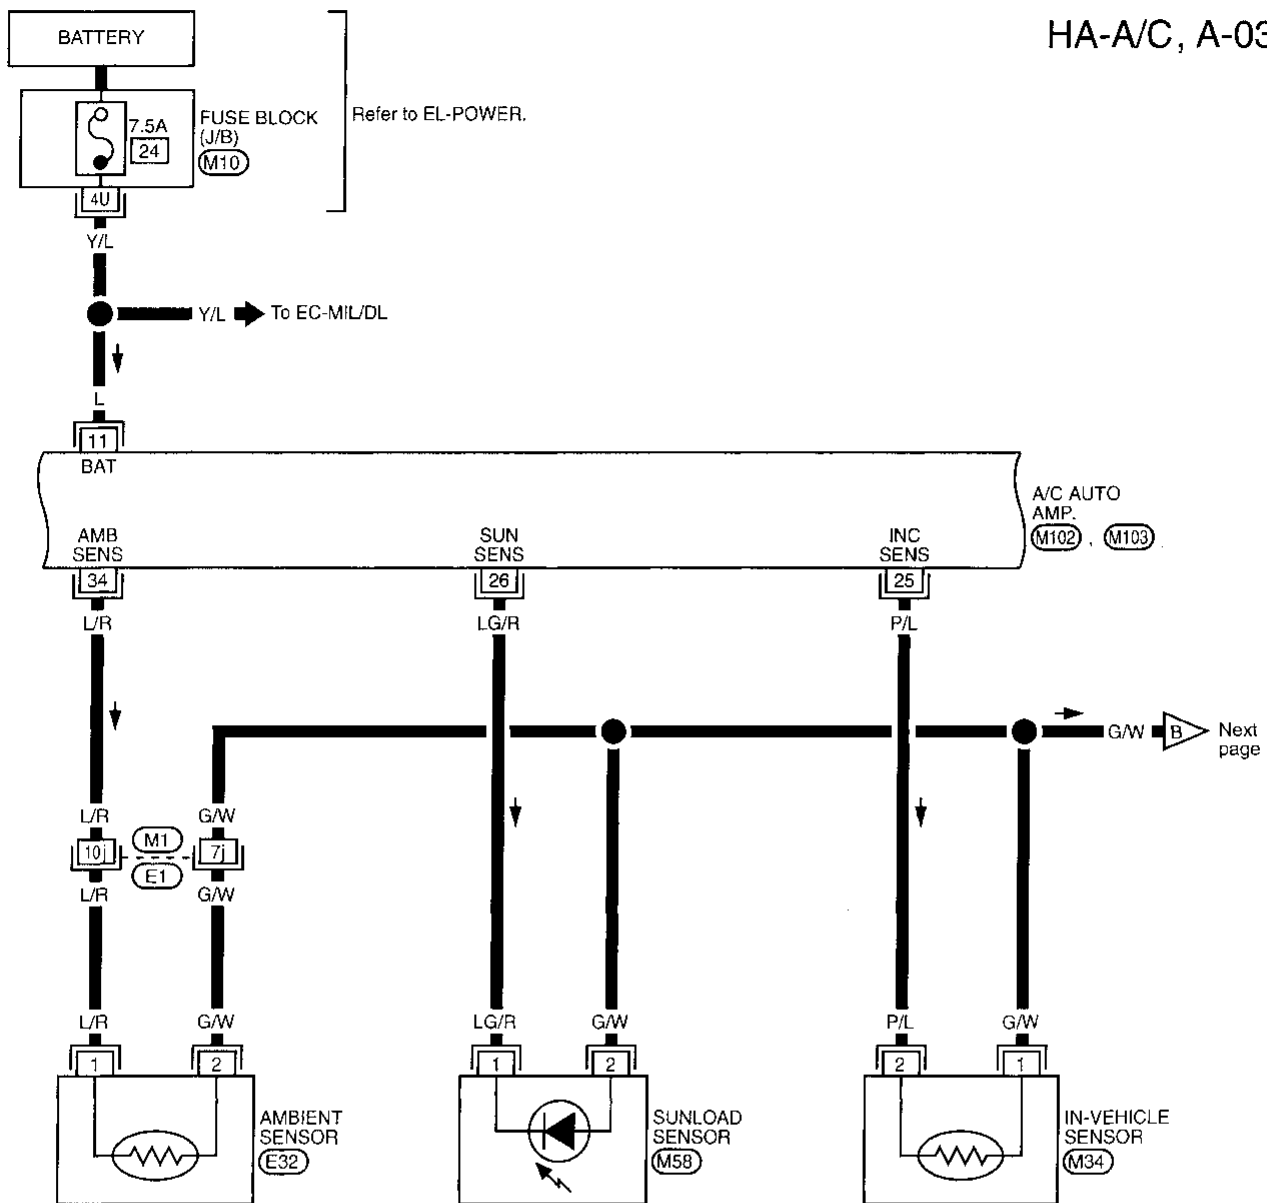 HA-A/C, A-03
BATTERY
FUSE BLOCK
(J/B)
M10
7.5A
24
Refer to EL-POWER.
4U
Y/L
Y/L
To EC-MIL/DL
L
11
BAT
A/C AUTO
AMP.
M102 , M103
AMB
SENS
SUN
SENS
INC
SENS
34
26
25
L/R
LG/R
P/L
G/W
B
Next
page
L/R
G/W
10j
M1
7j
E1
L/R
G/W
L/R
G/W
LG/R
G/W
P/L
G/W
1
2
1
2
2
1
AMBIENT
SENSOR
E32
SUNLOAD
SENSOR
M58
IN-VEHICLE
SENSOR
M34